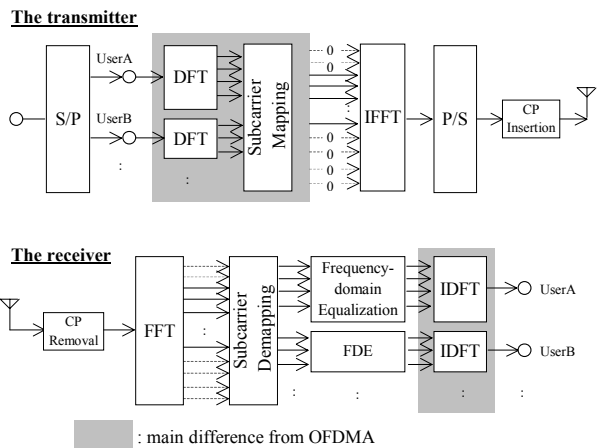 The transmitter
UserA
UserB
:
S/P
DFT
DFT
:
Subcarrier
Mapping
0
0
:
0
0
0
0
IFFT
P/S
CP
Insertion
The receiver
CP
Removal
FFT
:
Subcarrier
Demapping
Frequency-
domain
Equalization
FDE
:
:
IDFT
IDFT
:
UserA
UserB
:
: main difference from OFDMA